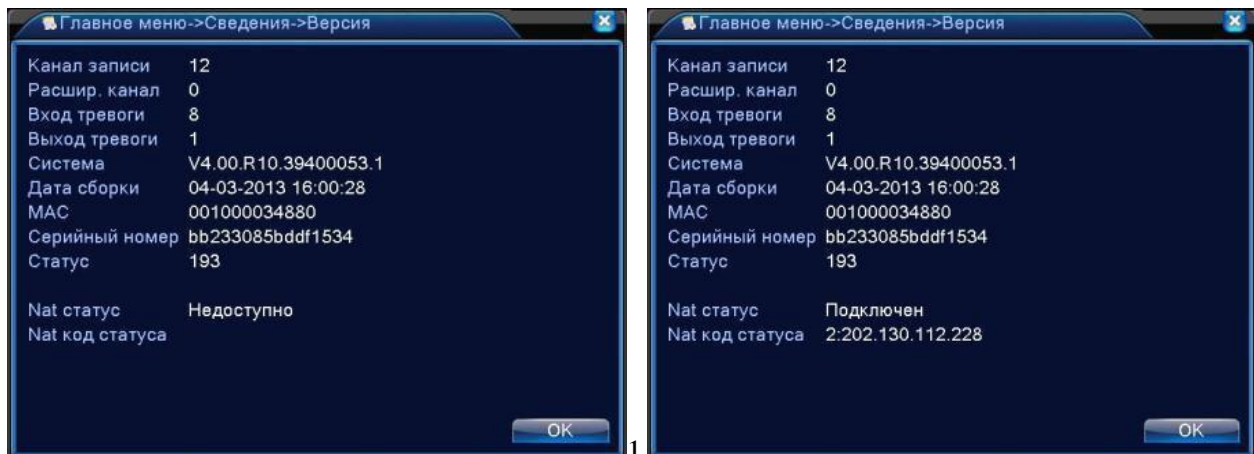 Главное меню->Сведения->Версия
Канал записи 12
Расшир. канал 0
Вход тревоги 8
Выход тревоги 1
Система V4.00.R10.39400053.1
Дата сборки 04-03-2013 16:00:28
MAC 001000034880
Серийный номер bb233085bddf1534
Статус 193
Nat статус Недоступно
Nat код статуса
OK
1
Главное меню->Сведения->Версия
Канал записи 12
Расшир. канал 0
Вход тревоги 8
Выход тревоги 1
Система V4.00.R10.39400053.1
Дата сборки 04-03-2013 16:00:28
MAC 001000034880
Серийный номер bb233085bddf1534
Статус 193
Nat статус Подключен
Nat код статуса 2:202.130.112.228
OK